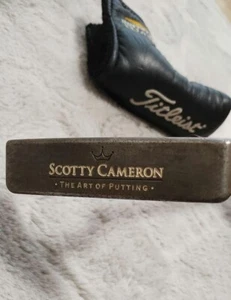 Titleist
SCOTTY CAMERON
• THE ART OF PUTTING •